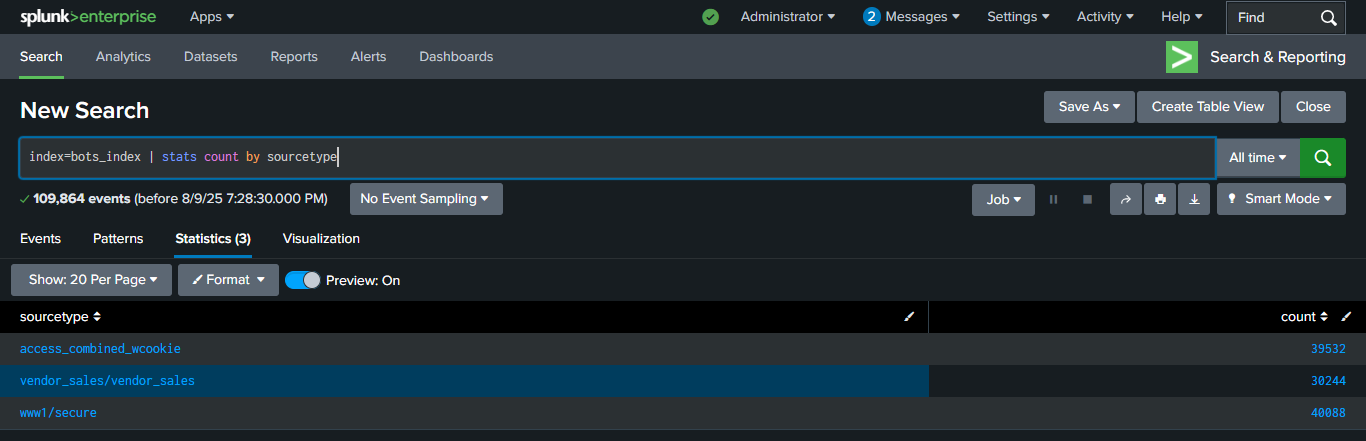 splunk>enterprise Apps Administrator 2 Messages Settings Activity Help Find
Search Analytics Datasets Reports Alerts Dashboards > Search & Reporting
New Search Save As Create Table View Close
index=bots_index | stats count by sourcetype All time
109,864 events (before 8/9/25 7:28:30.000 PM) No Event Sampling Job Smart Mode
Events Patterns Statistics (3) Visualization
Show: 20 Per Page Format Preview: On
sourcetype count
access_combined_wcookie 39532
vendor_sales/vendor_sales 30244
www1/secure 40088